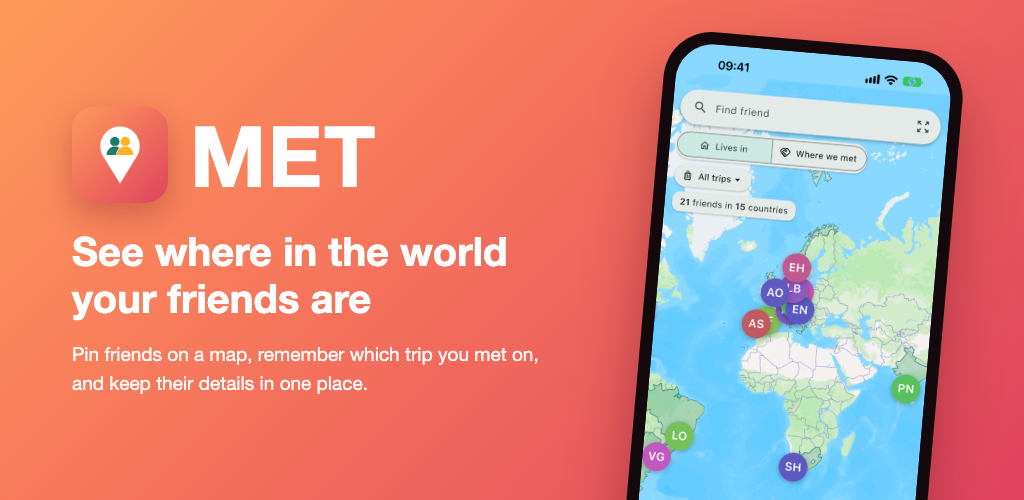 MET
See where in the world
your friends are
Pin friends on a map, remember which trip you met on,
and keep their details in one place.
09:41
Find friend
Lives in
Where we met
All trips
21 friends in 15 countries
EH
AO
LB
EN
AS
PN
LO
VG
SH